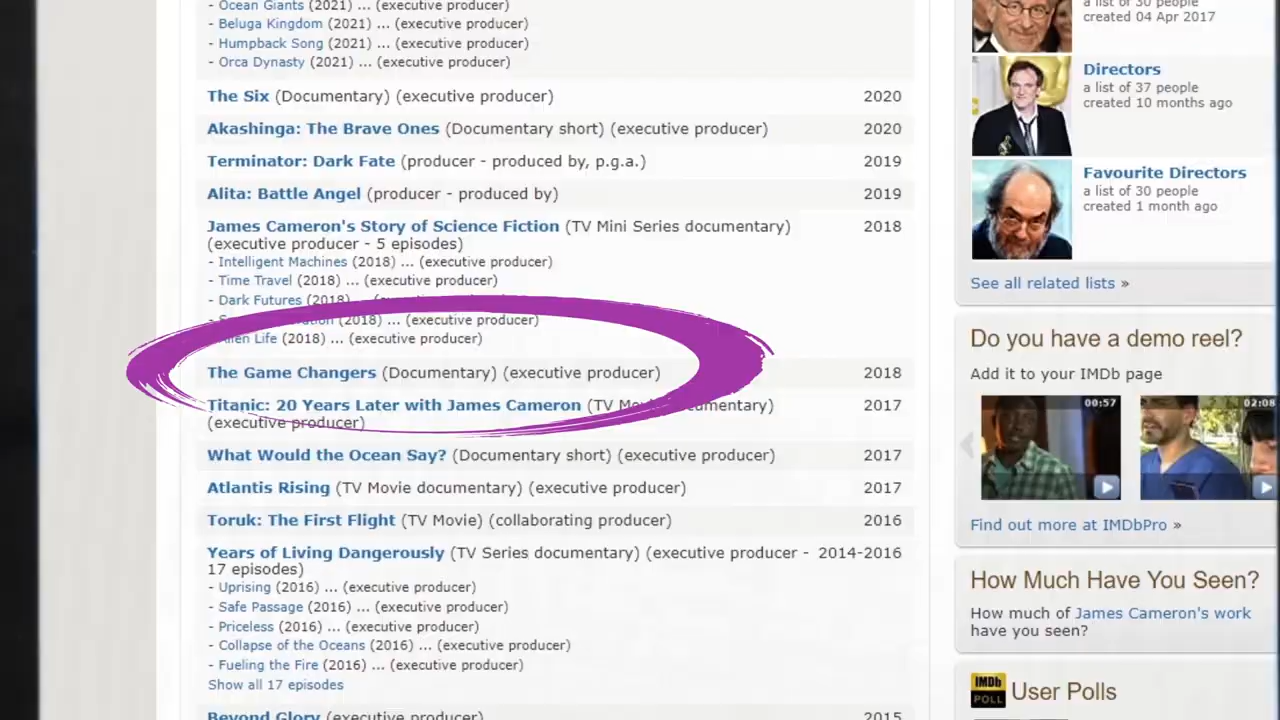 - Ocean Giants (2021) ... (executive producer)
- Beluga Kingdom (2021) ... (executive producer)
- Humpback Song (2021) ... (executive producer)
- Orca Dynasty (2021) ... (executive producer)
The Six (Documentary) (executive producer) 2020
Akashinga: The Brave Ones (Documentary short) (executive producer) 2020
Terminator: Dark Fate (producer - produced by, p.g.a.) 2019
Alita: Battle Angel (producer - produced by) 2019
James Cameron's Story of Science Fiction (TV Mini Series documentary) 2018
(executive producer - 5 episodes)
- Intelligent Machines (2018) ... (executive producer)
- Time Travel (2018) ... (executive producer)
- Dark Futures (2018) ... (executive producer)
(2018) ... (executive producer)
Life (2018) ... (executive producer)
The Game Changers (Documentary) (executive producer) 2018
Titanic: 20 Years Later with James Cameron (TV 2017
(executive producer)
What Would the Ocean Say? (Documentary short) (executive producer) 2017
Atlantis Rising (TV Movie documentary) (executive producer) 2017
Toruk: The First Flight (TV Movie) (collaborating producer) 2016
Years of Living Dangerously (TV Series documentary) (executive producer - 2014-2016
17 episodes)
- Uprising (2016) ... (executive producer)
- Safe Passage (2016) ... (executive producer)
- Priceless (2016) ... (executive producer)
- Collapse of the Oceans (2016) ... (executive producer)
- Fueling the Fire (2016) ... (executive producer)
Show all 17 episodes
Beyond Glory (executive producer) 2015
a list of 30 people
created 04 Apr 2017
Directors
a list of 37 people
created 10 months ago
Favourite Directors
a list of 30 people
created 1 month ago
See all related lists »
Do you have a demo reel?
Add it to your IMDb page
00:57 02:08
Find out more at IMDbPro »
How Much Have You Seen?
How much of James Cameron's work
have you seen?
IMDb
POLL
User Polls